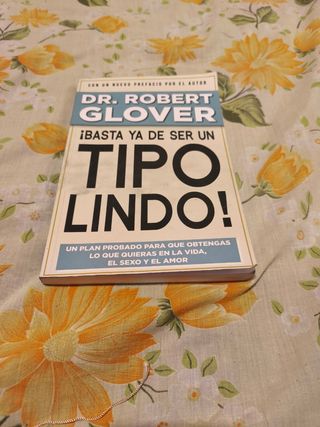 CON UN NUEVO PREFACIO POR EL AUTOR
DR. ROBERT
GLOVER
¡BASTA YA DE SER UN
TIPO
LINDO!
UN PLAN PROBADO PARA QUE OBTENGAS
LO QUE QUIERAS EN LA VIDA,
EL SEXO Y EL AMOR